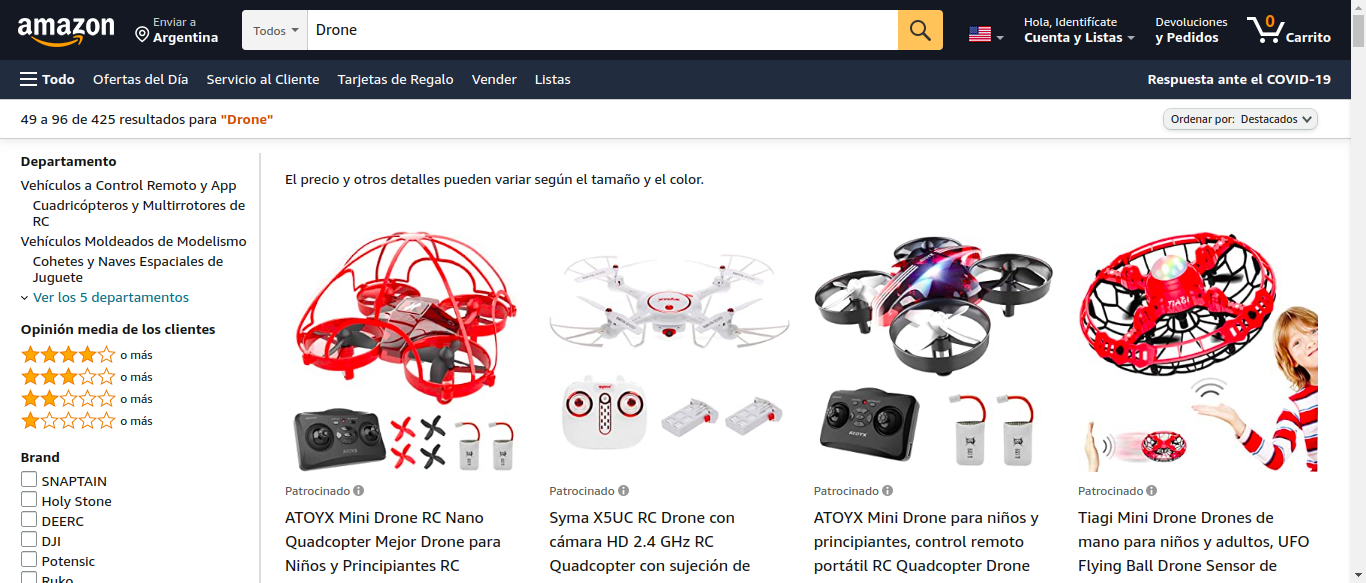 amazon
Enviar a
Argentina
Todos
Drone
Hola, Identifícate
Cuenta y Listas
Devoluciones
y Pedidos
0
Carrito
Todo
Ofertas del Día
Servicio al Cliente
Tarjetas de Regalo
Vender
Listas
Respuesta ante el COVID-19
49 a 96 de 425 resultados para "Drone"
Ordenar por: Destacados
Departamento
Vehículos a Control Remoto y App
Cuadricópteros y Multirrotores de
RC
Vehículos Moldeados de Modelismo
Cohetes y Naves Espaciales de
Juguete
Ver los 5 departamentos
Opinión media de los clientes
o más
o más
o más
o más
Brand
SNAPTAIN
Holy Stone
DEERC
DJI
Potensic
Ruko
El precio y otros detalles pueden variar según el tamaño y el color.
ATOYX
Patrocinado
ATOYX Mini Drone RC Nano
Quadcopter Mejor Drone para
Niños y Principiantes RC
Patrocinado
Syma X5UC RC Drone con
cámara HD 2.4 GHz RC
Quadcopter con sujeción de
ATOYX
Patrocinado
ATOYX Mini Drone para niños y
principiantes, control remoto
portátil RC Quadcopter Drone
TIAGI
Patrocinado
Tiagi Mini Drone Drones de
mano para niños y adultos, UFO
Flying Ball Drone Sensor de